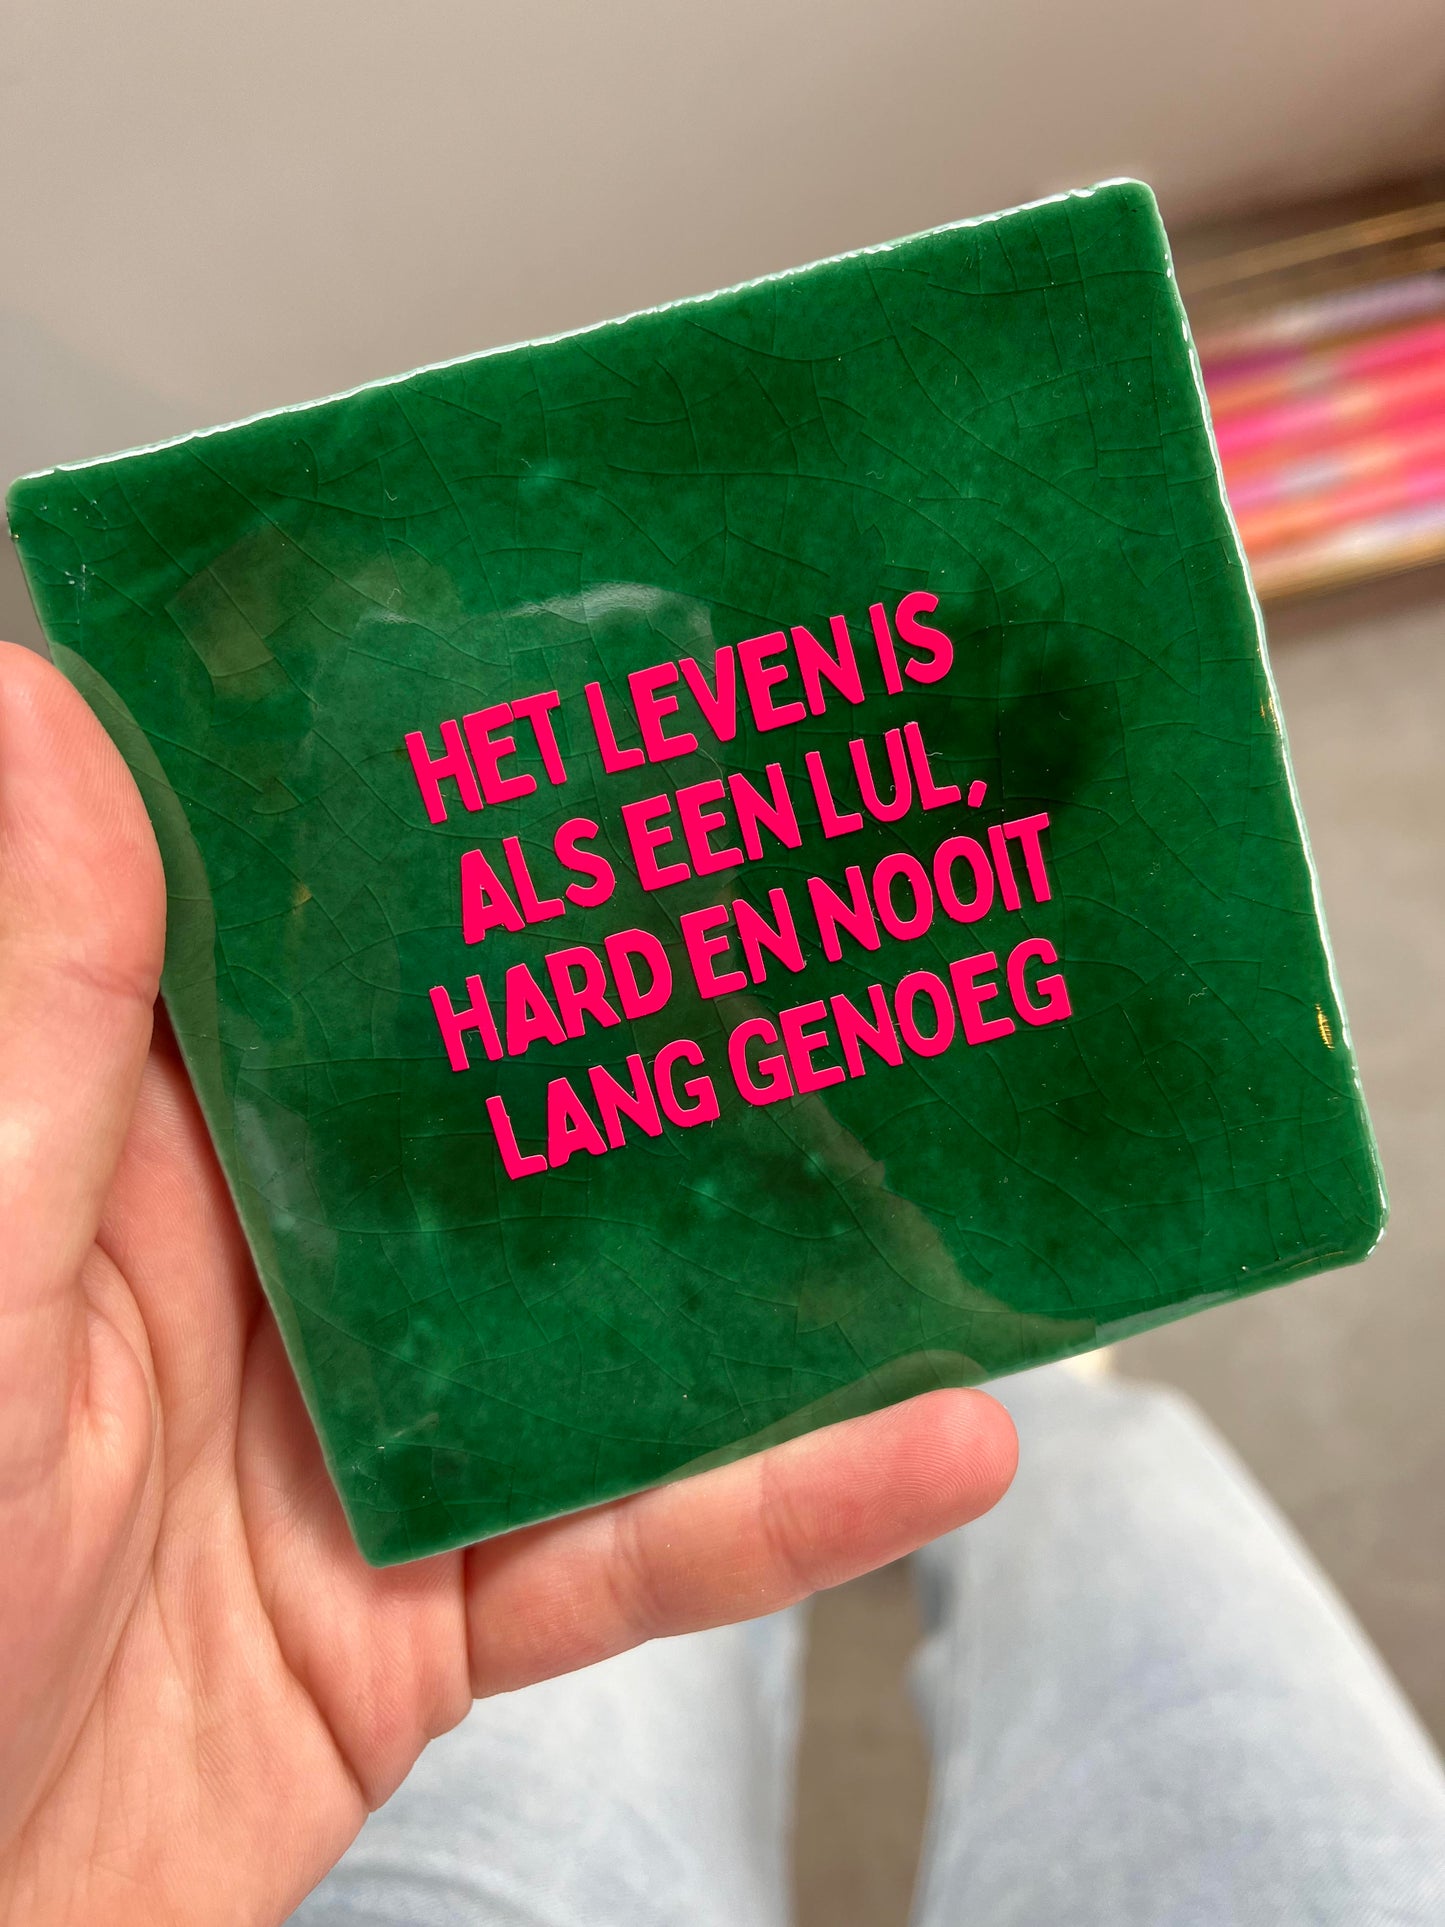 HET LEVEN IS
ALS EEN LUL,
HARD EN NOOIT
LANG GENOEG